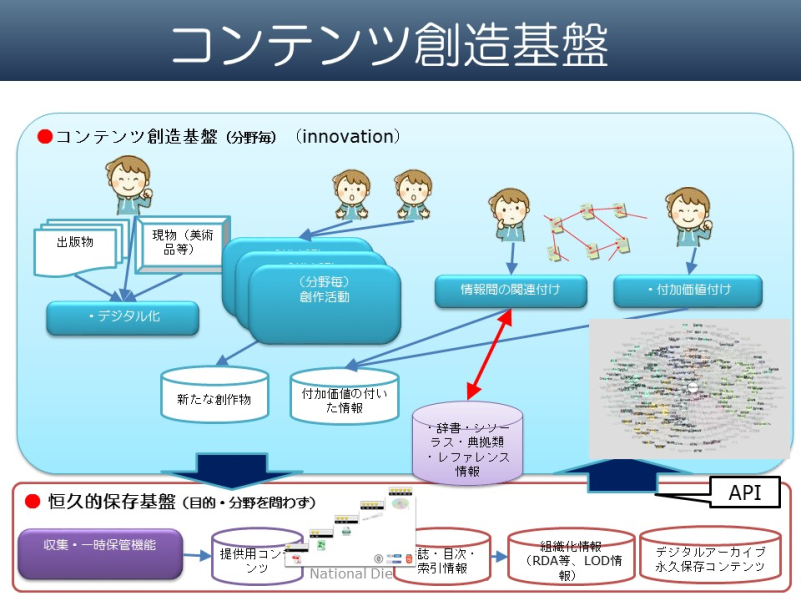 コンテンツ創造基盤
●コンテンツ創造基盤（分野毎）（innovation）
出版物
現物（美術
品等）
・デジタル化
（分野毎）
創作活動
情報間の関連付け
・付加価値付け
新たな創作物
付加価値の付い
た情報
・辞書・シソー
ラス・典拠類
・レファレンス
情報
API
●恒久的保存基盤（目的・分野を問わず）
収集・一時保管機能
提供用コンテ
ンツ
誌・目次・
索引情報
組織化情報
（RDA等、LOD情
報）
デジタルアーカイブ
永久保存コンテンツ
National Die